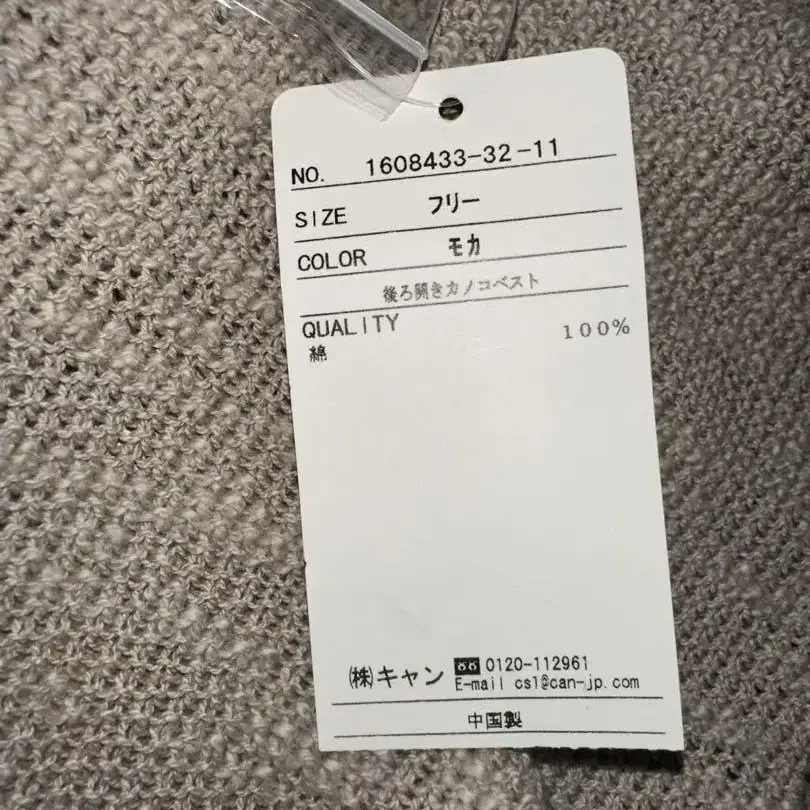 NO. 1608433-32-11
SIZE フリー
COLOR モカ
後ろ開きカノコベスト
QUALITY
綿 100%
㈱キャン 0120-112961
E-mail cs1@can-jp.com
中国製